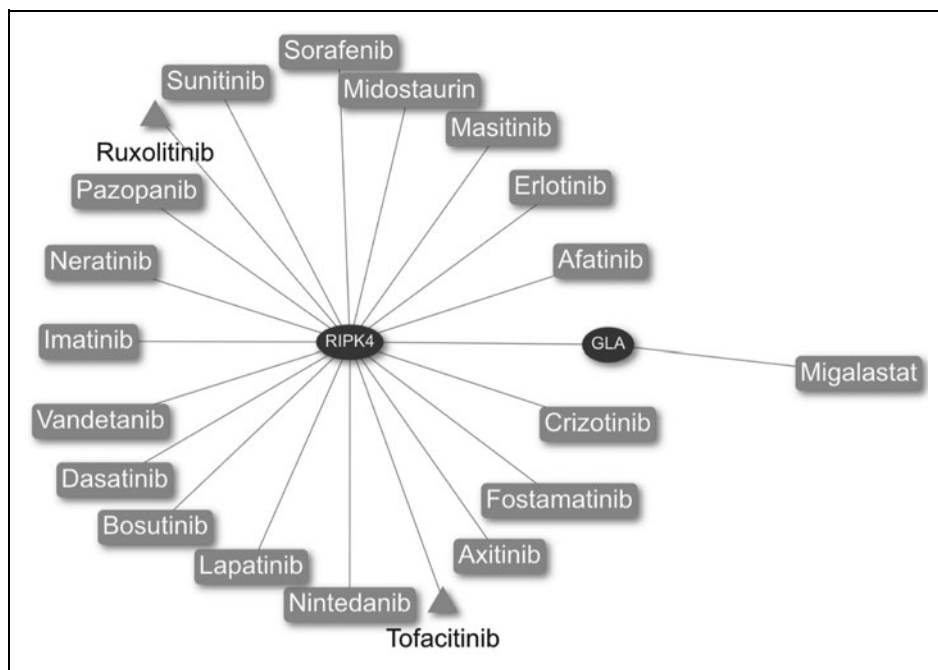 Sorafenib
Sunitinib
Midostaurin
Masitinib
Ruxolitinib
Pazopanib
Erlotinib
Neratinib
Afatinib
Imatinib
RIPK4
GLA
Migalastat
Vandetanib
Crizotinib
Dasatinib
Fostamatinib
Bosutinib
Axitinib
Lapatinib
Nintedanib
Tofacitinib